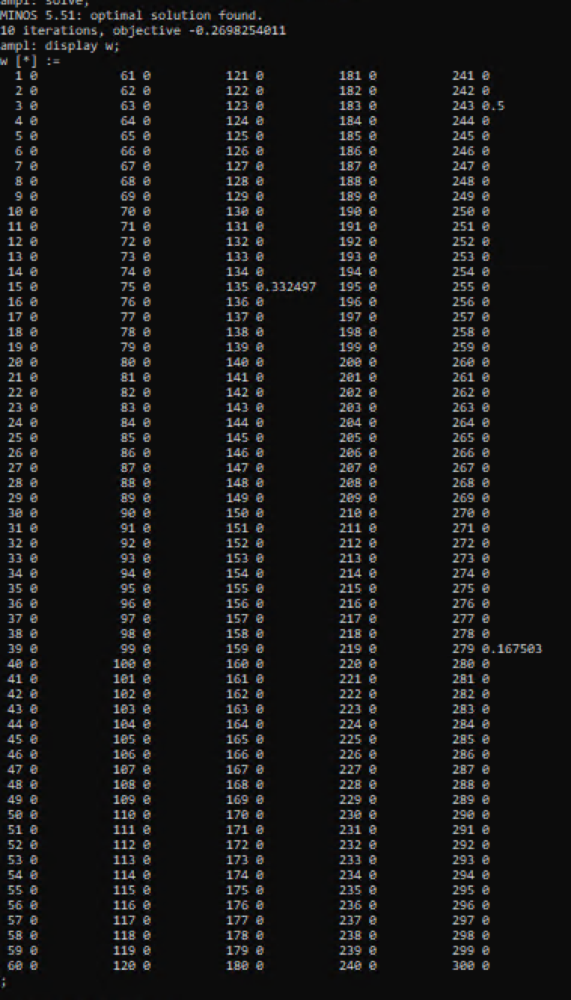 ampl: solve;
MINOS 5.51: optimal solution found.
10 iterations, objective -0.2698254011
ampl: display w;
w [*] :=
1 0 61 0 121 0 181 0 241 0
2 0 62 0 122 0 182 0 242 0
3 0 63 0 123 0 183 0 243 0.5
4 0 64 0 124 0 184 0 244 0
5 0 65 0 125 0 185 0 245 0
6 0 66 0 126 0 186 0 246 0
7 0 67 0 127 0 187 0 247 0
8 0 68 0 128 0 188 0 248 0
9 0 69 0 129 0 189 0 249 0
10 0 70 0 130 0 190 0 250 0
11 0 71 0 131 0 191 0 251 0
12 0 72 0 132 0 192 0 252 0
13 0 73 0 133 0 193 0 253 0
14 0 74 0 134 0 194 0 254 0
15 0 75 0 135 0.332497 195 0 255 0
16 0 76 0 136 0 196 0 256 0
17 0 77 0 137 0 197 0 257 0
18 0 78 0 138 0 198 0 258 0
19 0 79 0 139 0 199 0 259 0
20 0 80 0 140 0 200 0 260 0
21 0 81 0 141 0 201 0 261 0
22 0 82 0 142 0 202 0 262 0
23 0 83 0 143 0 203 0 263 0
24 0 84 0 144 0 204 0 264 0
25 0 85 0 145 0 205 0 265 0
26 0 86 0 146 0 206 0 266 0
27 0 87 0 147 0 207 0 267 0
28 0 88 0 148 0 208 0 268 0
29 0 89 0 149 0 209 0 269 0
30 0 90 0 150 0 210 0 270 0
31 0 91 0 151 0 211 0 271 0
32 0 92 0 152 0 212 0 272 0
33 0 93 0 153 0 213 0 273 0
34 0 94 0 154 0 214 0 274 0
35 0 95 0 155 0 215 0 275 0
36 0 96 0 156 0 216 0 276 0
37 0 97 0 157 0 217 0 277 0
38 0 98 0 158 0 218 0 278 0
39 0 99 0 159 0 219 0 279 0.167503
40 0 100 0 160 0 220 0 280 0
41 0 101 0 161 0 221 0 281 0
42 0 102 0 162 0 222 0 282 0
43 0 103 0 163 0 223 0 283 0
44 0 104 0 164 0 224 0 284 0
45 0 105 0 165 0 225 0 285 0
46 0 106 0 166 0 226 0 286 0
47 0 107 0 167 0 227 0 287 0
48 0 108 0 168 0 228 0 288 0
49 0 109 0 169 0 229 0 289 0
50 0 110 0 170 0 230 0 290 0
51 0 111 0 171 0 231 0 291 0
52 0 112 0 172 0 232 0 292 0
53 0 113 0 173 0 233 0 293 0
54 0 114 0 174 0 234 0 294 0
55 0 115 0 175 0 235 0 295 0
56 0 116 0 176 0 236 0 296 0
57 0 117 0 177 0 237 0 297 0
58 0 118 0 178 0 238 0 298 0
59 0 119 0 179 0 239 0 299 0
60 0 120 0 180 0 240 0 300 0
;